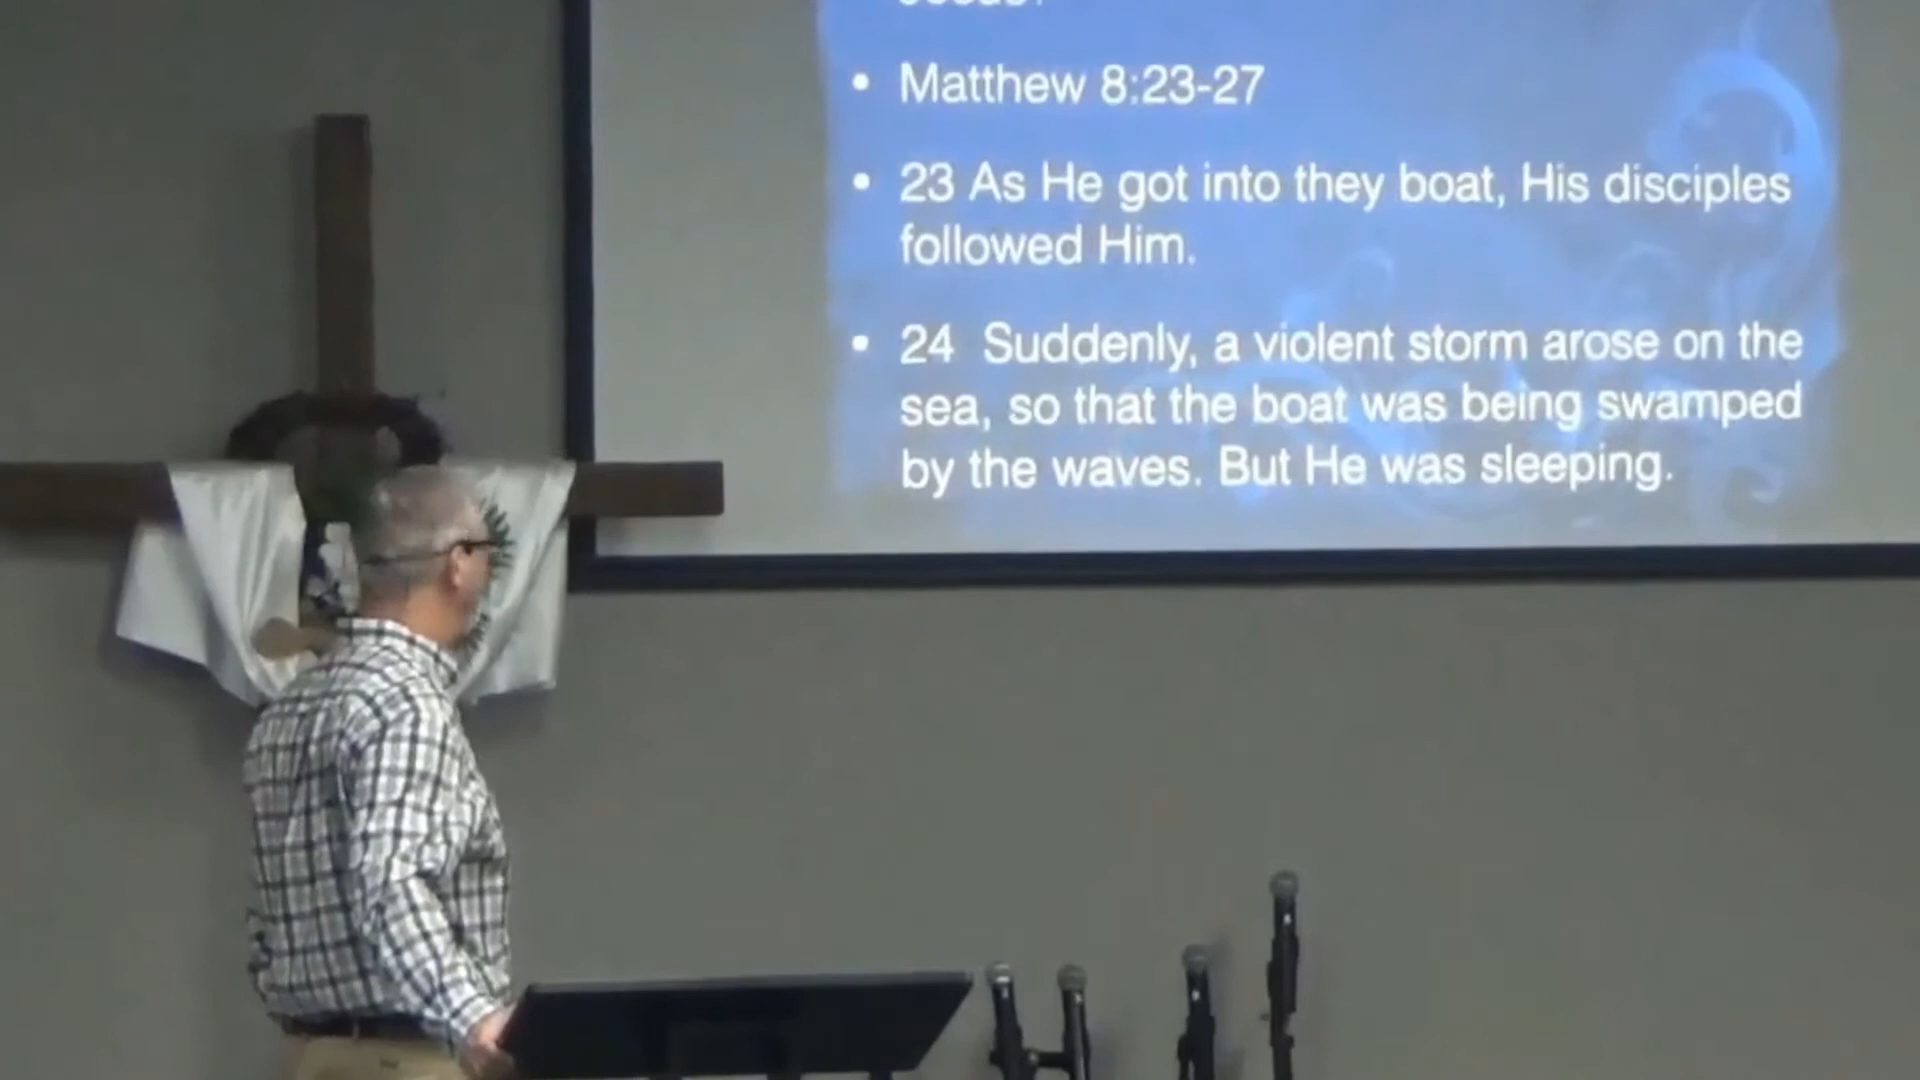 • Matthew 8:23-27
• 23 As He got into they boat, His disciples
followed Him.
• 24 Suddenly, a violent storm arose on the
sea, so that the boat was being swamped
by the waves. But He was sleeping.